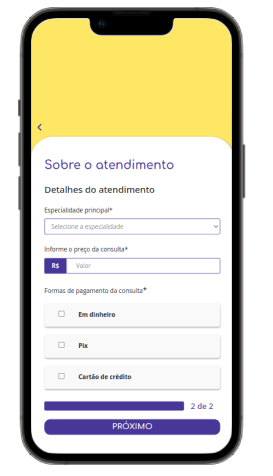 Sobre o atendimento
Detalhes do atendimento
Especialidade principal*
Selecione a especialidade
Informe o preço da consulta*
R$ Valor
Formas de pagamento da consulta*
Em dinheiro
Pix
Cartão de crédito
2 de 2
PRÓXIMO